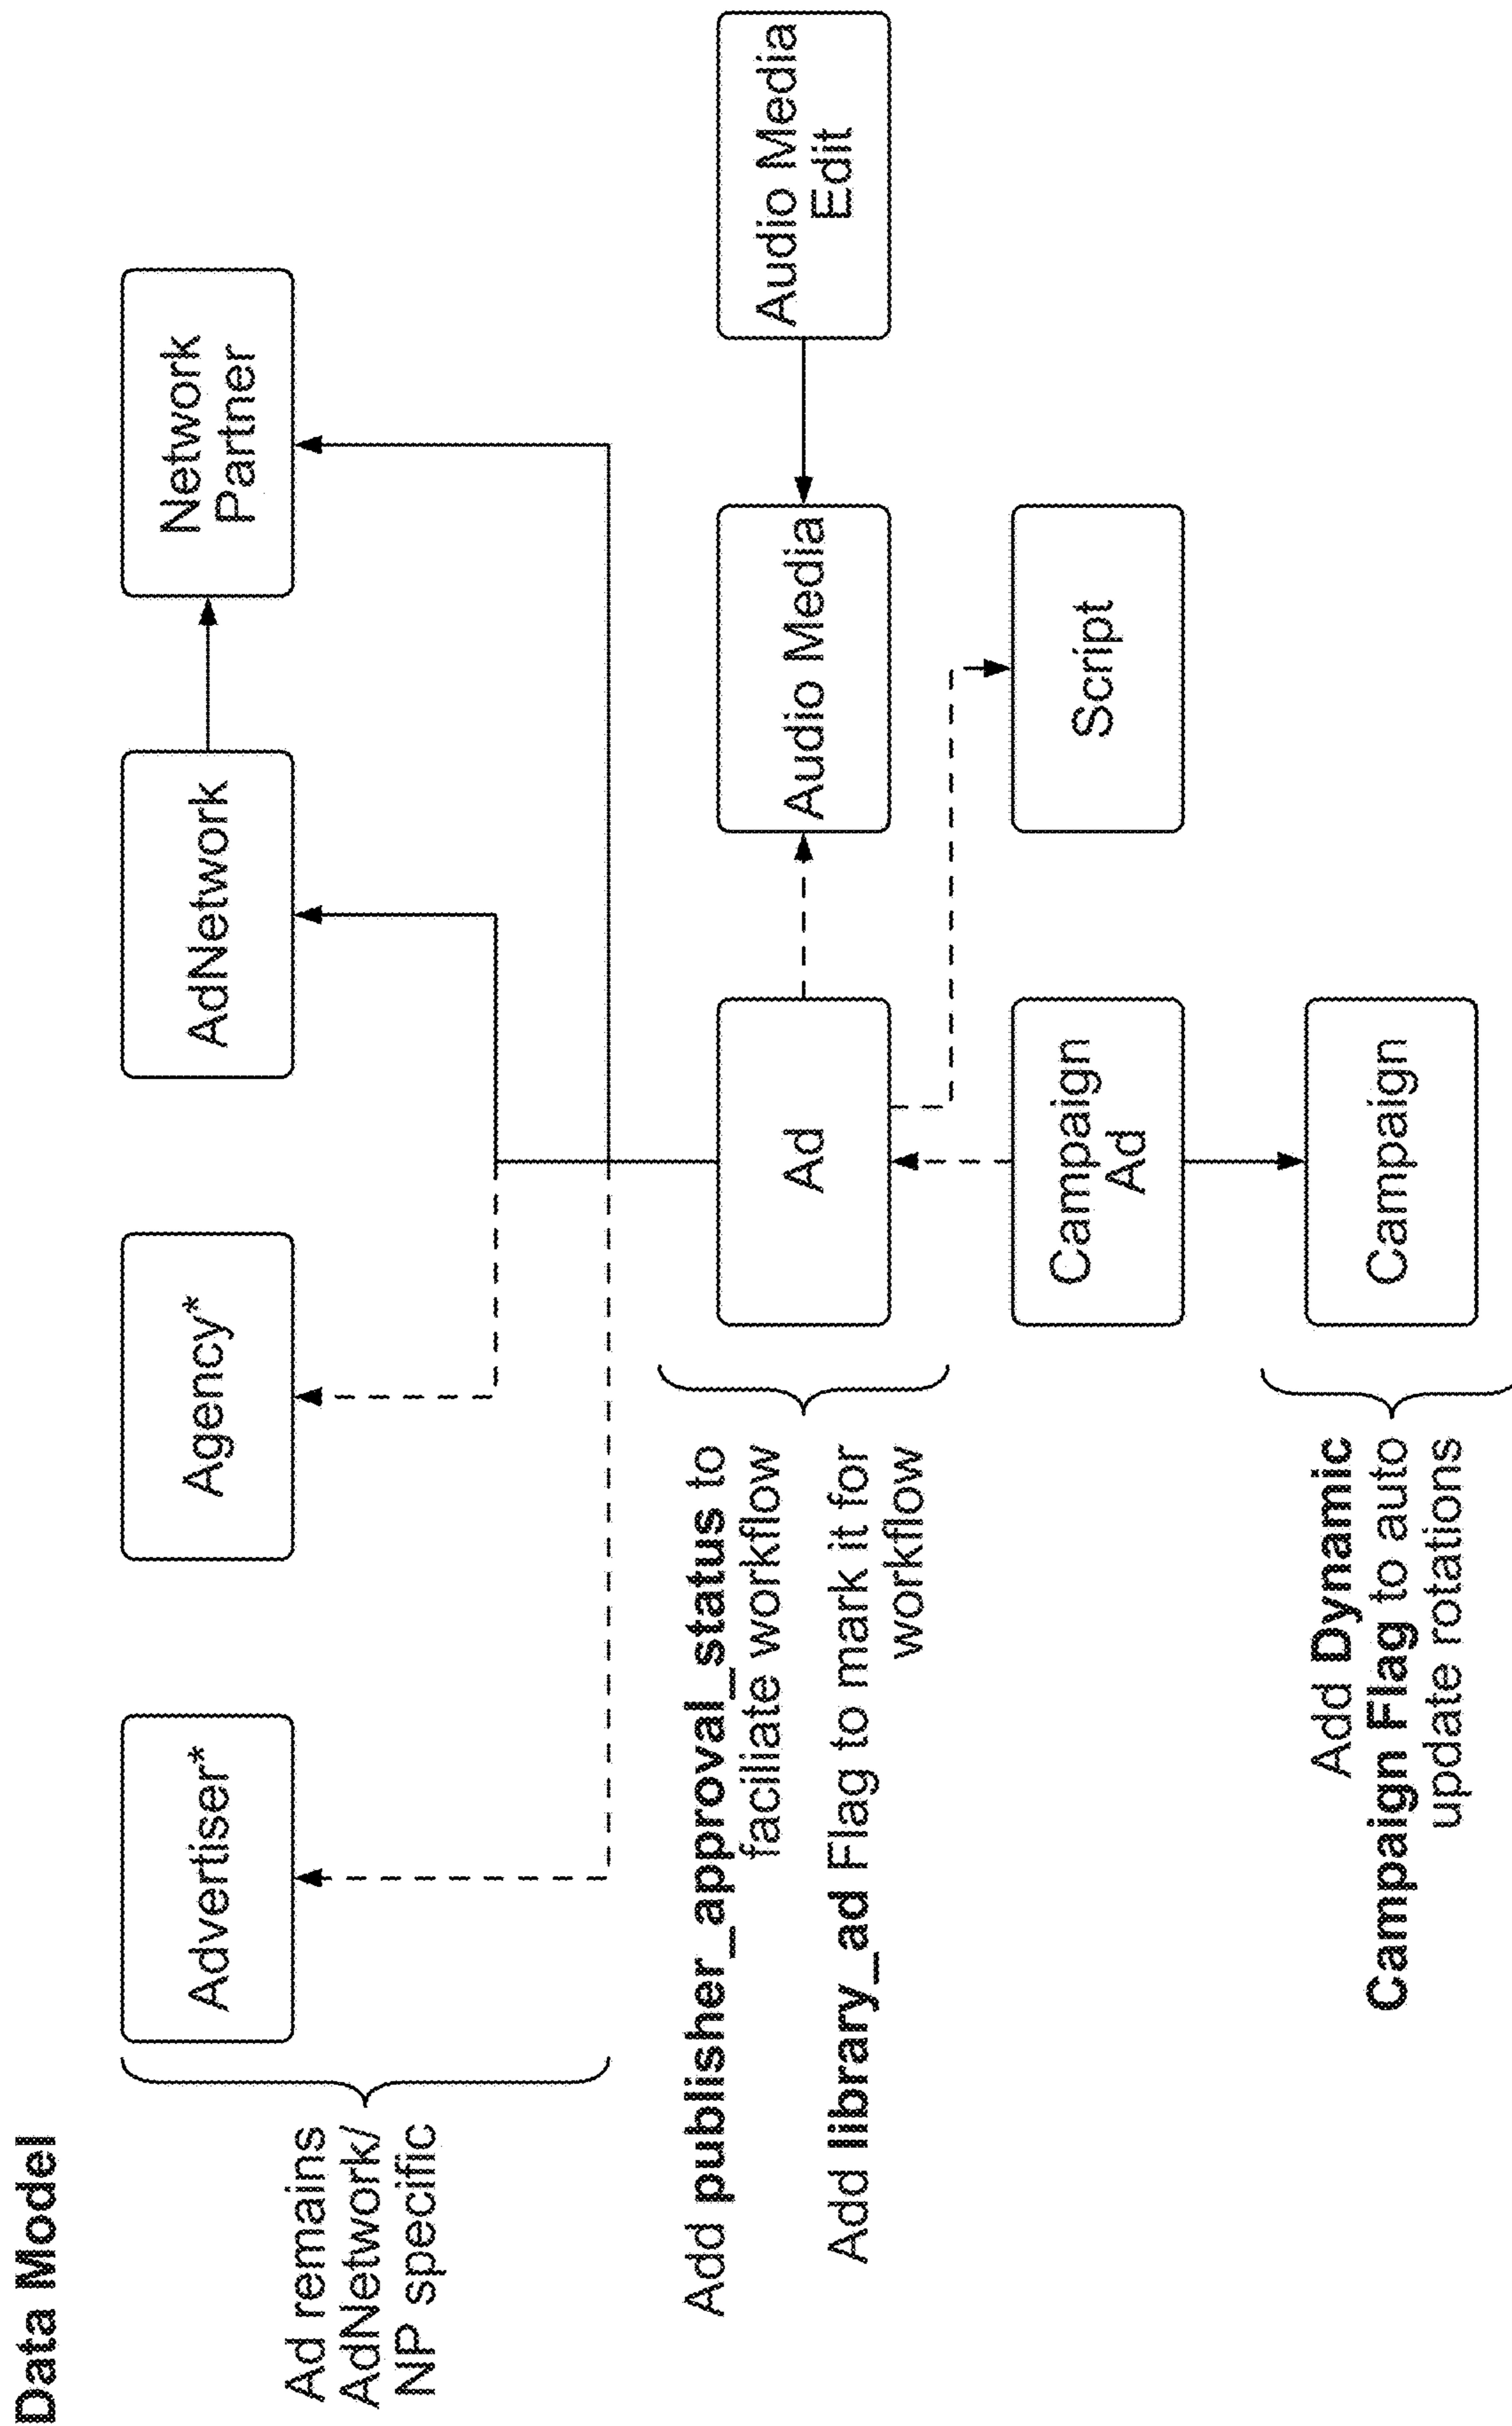 Data Model
Ad remains
AdNetwork/
NP specific
Advertiser*
Agency*
AdNetwork
Network
Partner
Add publisher_approval_status to
faciliate workflow
Add library_ad Flag to mark it for
workflow
Ad
Audio Media
Audio Media
Edit
Campaign
Ad
Script
Add Dynamic
Campaign Flag to auto
update rotations
Campaign